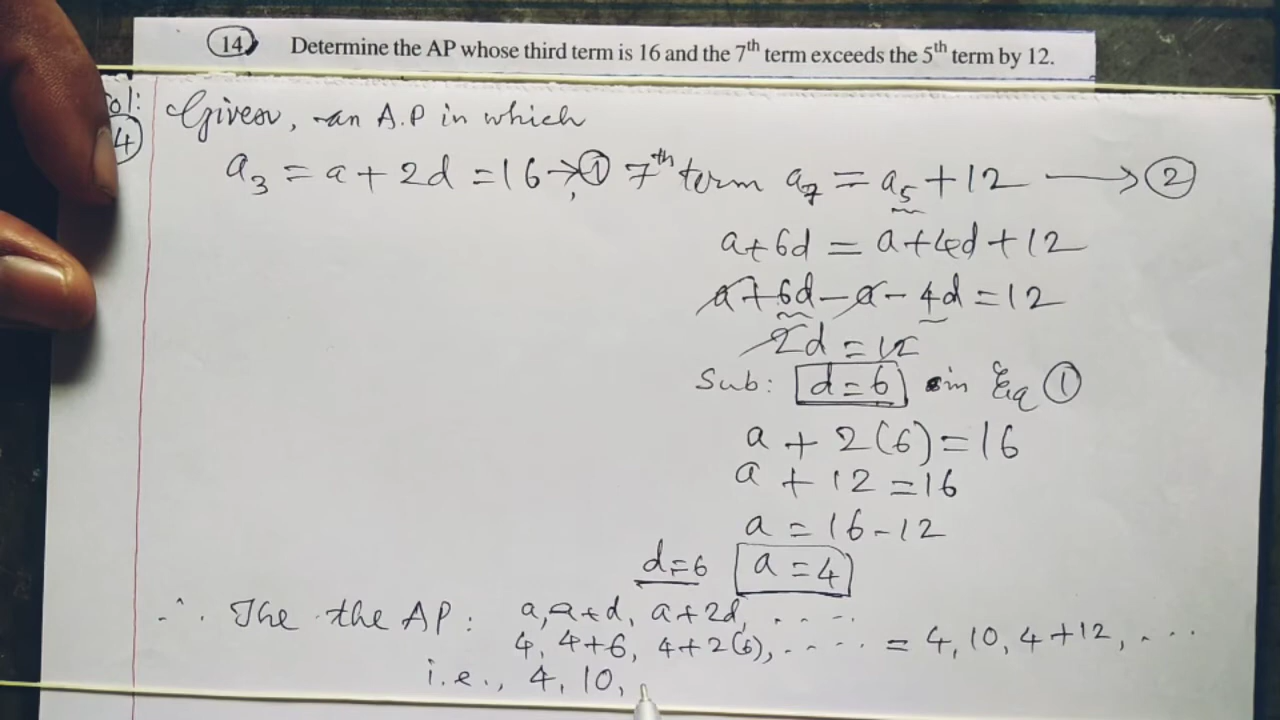 14 Determine the AP whose third term is 16 and the 7th term exceeds the 5th term by 12.
ol: Given, an A.P in which
4
a₃ = a + 2d = 16 → ①, 7th term a₇ = a₅ + 12 → ②
a + 6d = a + 4d + 12
a + 6d - a - 4d = 12
2d = 12
Sub: d = 6 in Eq ①
a + 2(6) = 16
a + 12 = 16
a = 16 - 12
d = 6 a = 4
∴ The the AP: a, a+d, a+2d, .....
4, 4+6, 4+2(6), ..... = 4, 10, 4+12, ...
i.e., 4, 10,